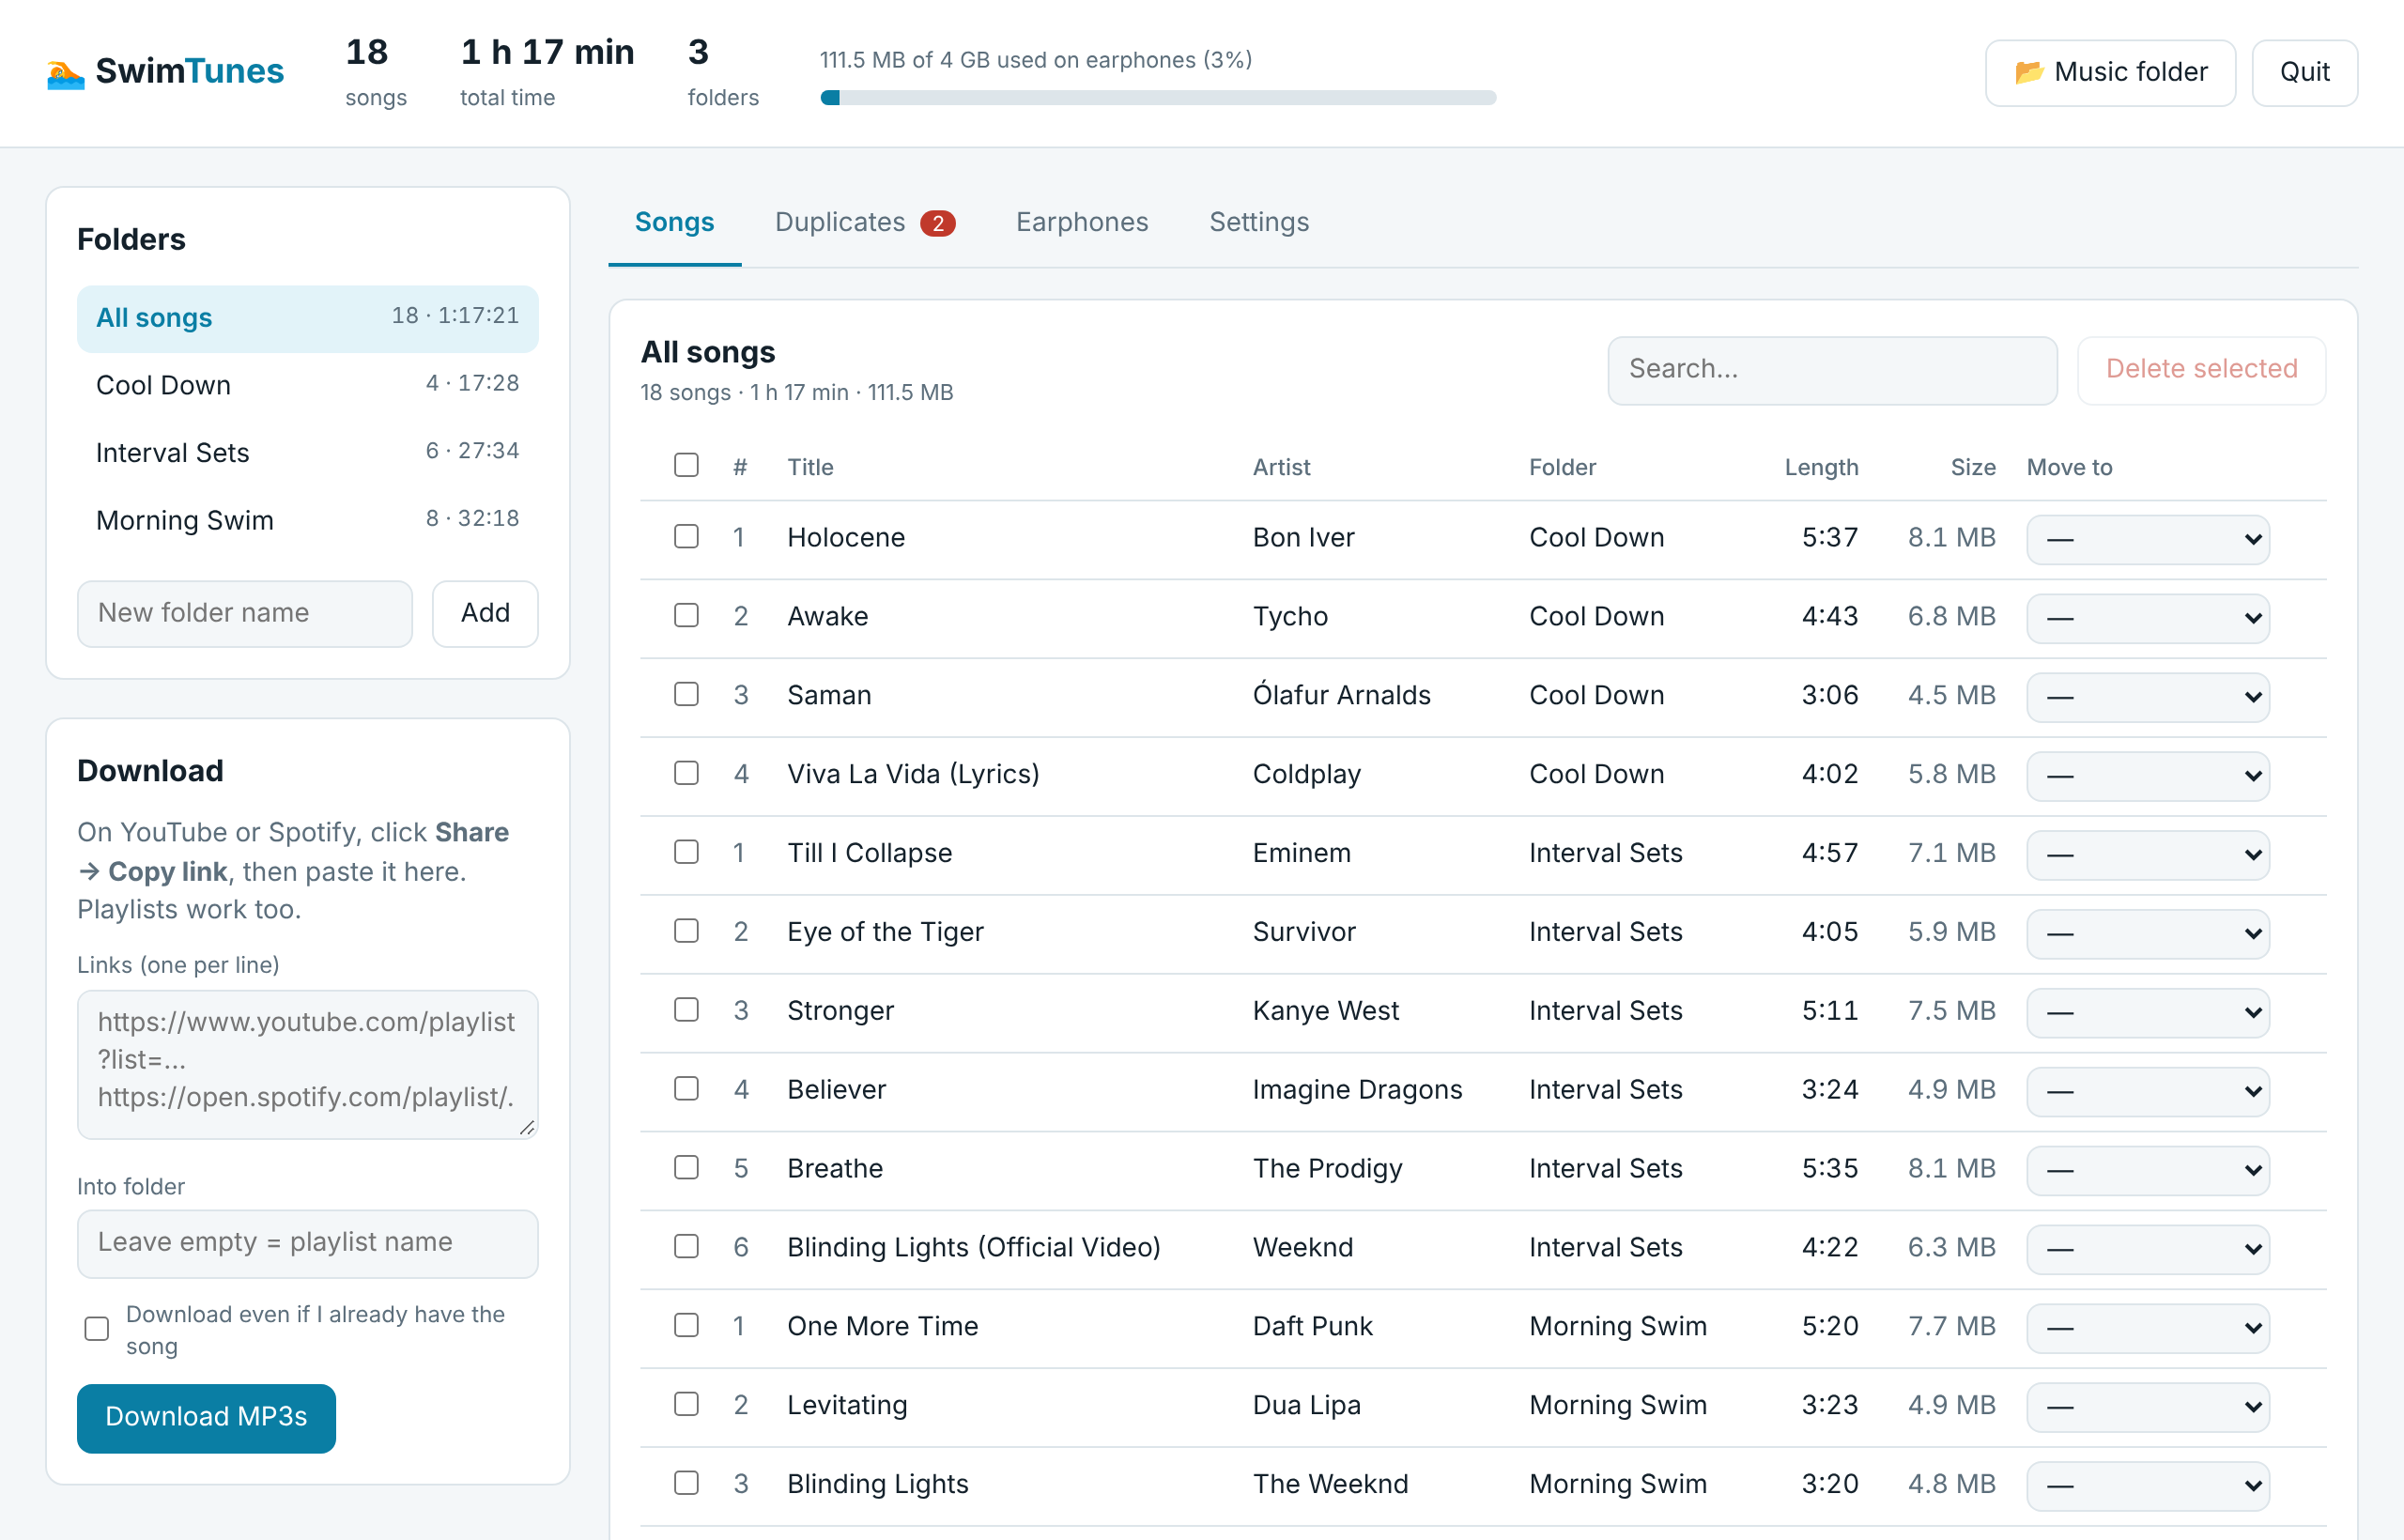 SwimTunes
18 songs
1 h 17 min total time
3 folders
111.5 MB of 4 GB used on earphones (3%)
Music folder
Quit
Folders
All songs 18 · 1:17:21
Cool Down 4 · 17:28
Interval Sets 6 · 27:34
Morning Swim 8 · 32:18
New folder name Add
Download
On YouTube or Spotify, click Share
→ Copy link, then paste it here.
Playlists work too.
Links (one per line)
https://www.youtube.com/playlist
?list=...
https://open.spotify.com/playlist/.
Into folder
Leave empty = playlist name
Download even if I already have the
song
Download MP3s
Songs Duplicates 2 Earphones Settings
All songs
18 songs · 1 h 17 min · 111.5 MB
Search... Delete selected
# Title Artist Folder Length Size Move to
1 Holocene Bon Iver Cool Down 5:37 8.1 MB —
2 Awake Tycho Cool Down 4:43 6.8 MB —
3 Saman Ólafur Arnalds Cool Down 3:06 4.5 MB —
4 Viva La Vida (Lyrics) Coldplay Cool Down 4:02 5.8 MB —
1 Till I Collapse Eminem Interval Sets 4:57 7.1 MB —
2 Eye of the Tiger Survivor Interval Sets 4:05 5.9 MB —
3 Stronger Kanye West Interval Sets 5:11 7.5 MB —
4 Believer Imagine Dragons Interval Sets 3:24 4.9 MB —
5 Breathe The Prodigy Interval Sets 5:35 8.1 MB —
6 Blinding Lights (Official Video) Weeknd Interval Sets 4:22 6.3 MB —
1 One More Time Daft Punk Morning Swim 5:20 7.7 MB —
2 Levitating Dua Lipa Morning Swim 3:23 4.9 MB —
3 Blinding Lights The Weeknd Morning Swim 3:20 4.8 MB —